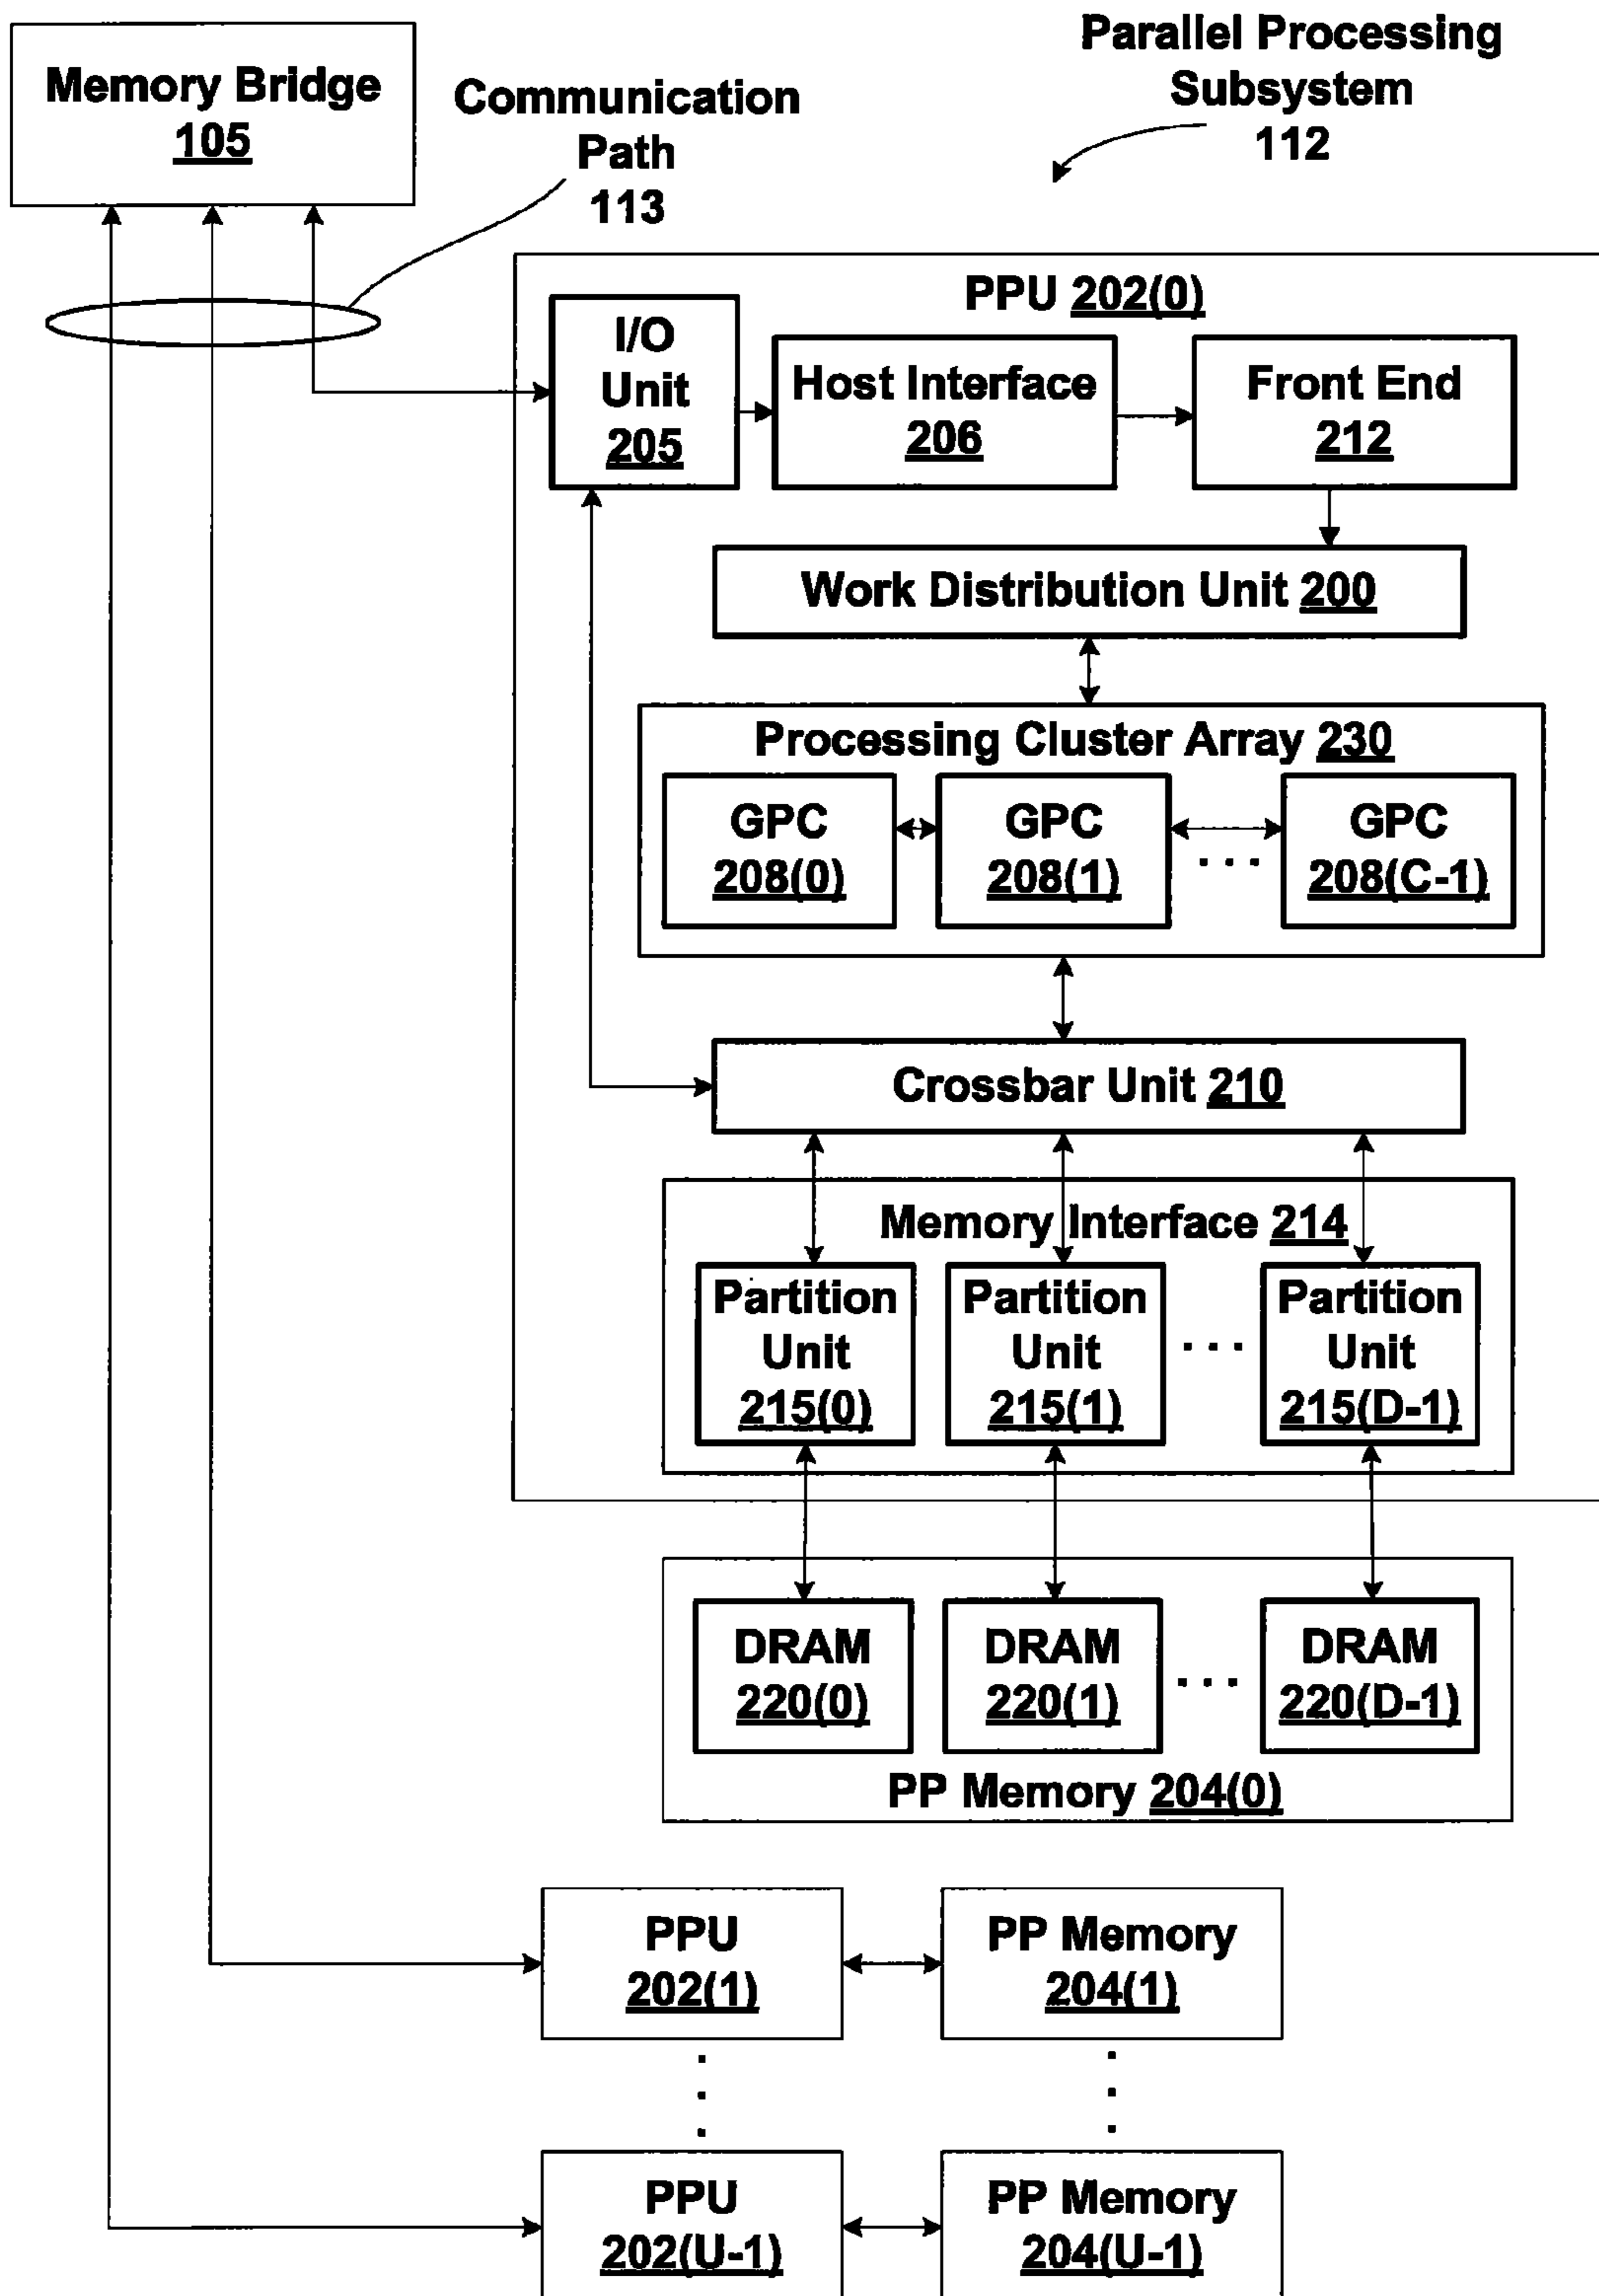 Memory Bridge
105
Communication
Path
113
Parallel Processing
Subsystem
112
PPU 202(0)
I/O
Unit
205
Host Interface
206
Front End
212
Work Distribution Unit 200
Processing Cluster Array 230
GPC
208(0)
GPC
208(1)
. . .
GPC
208(C-1)
Crossbar Unit 210
Memory Interface 214
Partition
Unit
215(0)
Partition
Unit
215(1)
. . .
Partition
Unit
215(D-1)
DRAM
220(0)
DRAM
220(1)
. . .
DRAM
220(D-1)
PP Memory 204(0)
PPU
202(1)
PP Memory
204(1)
PPU
202(U-1)
PP Memory
204(U-1)